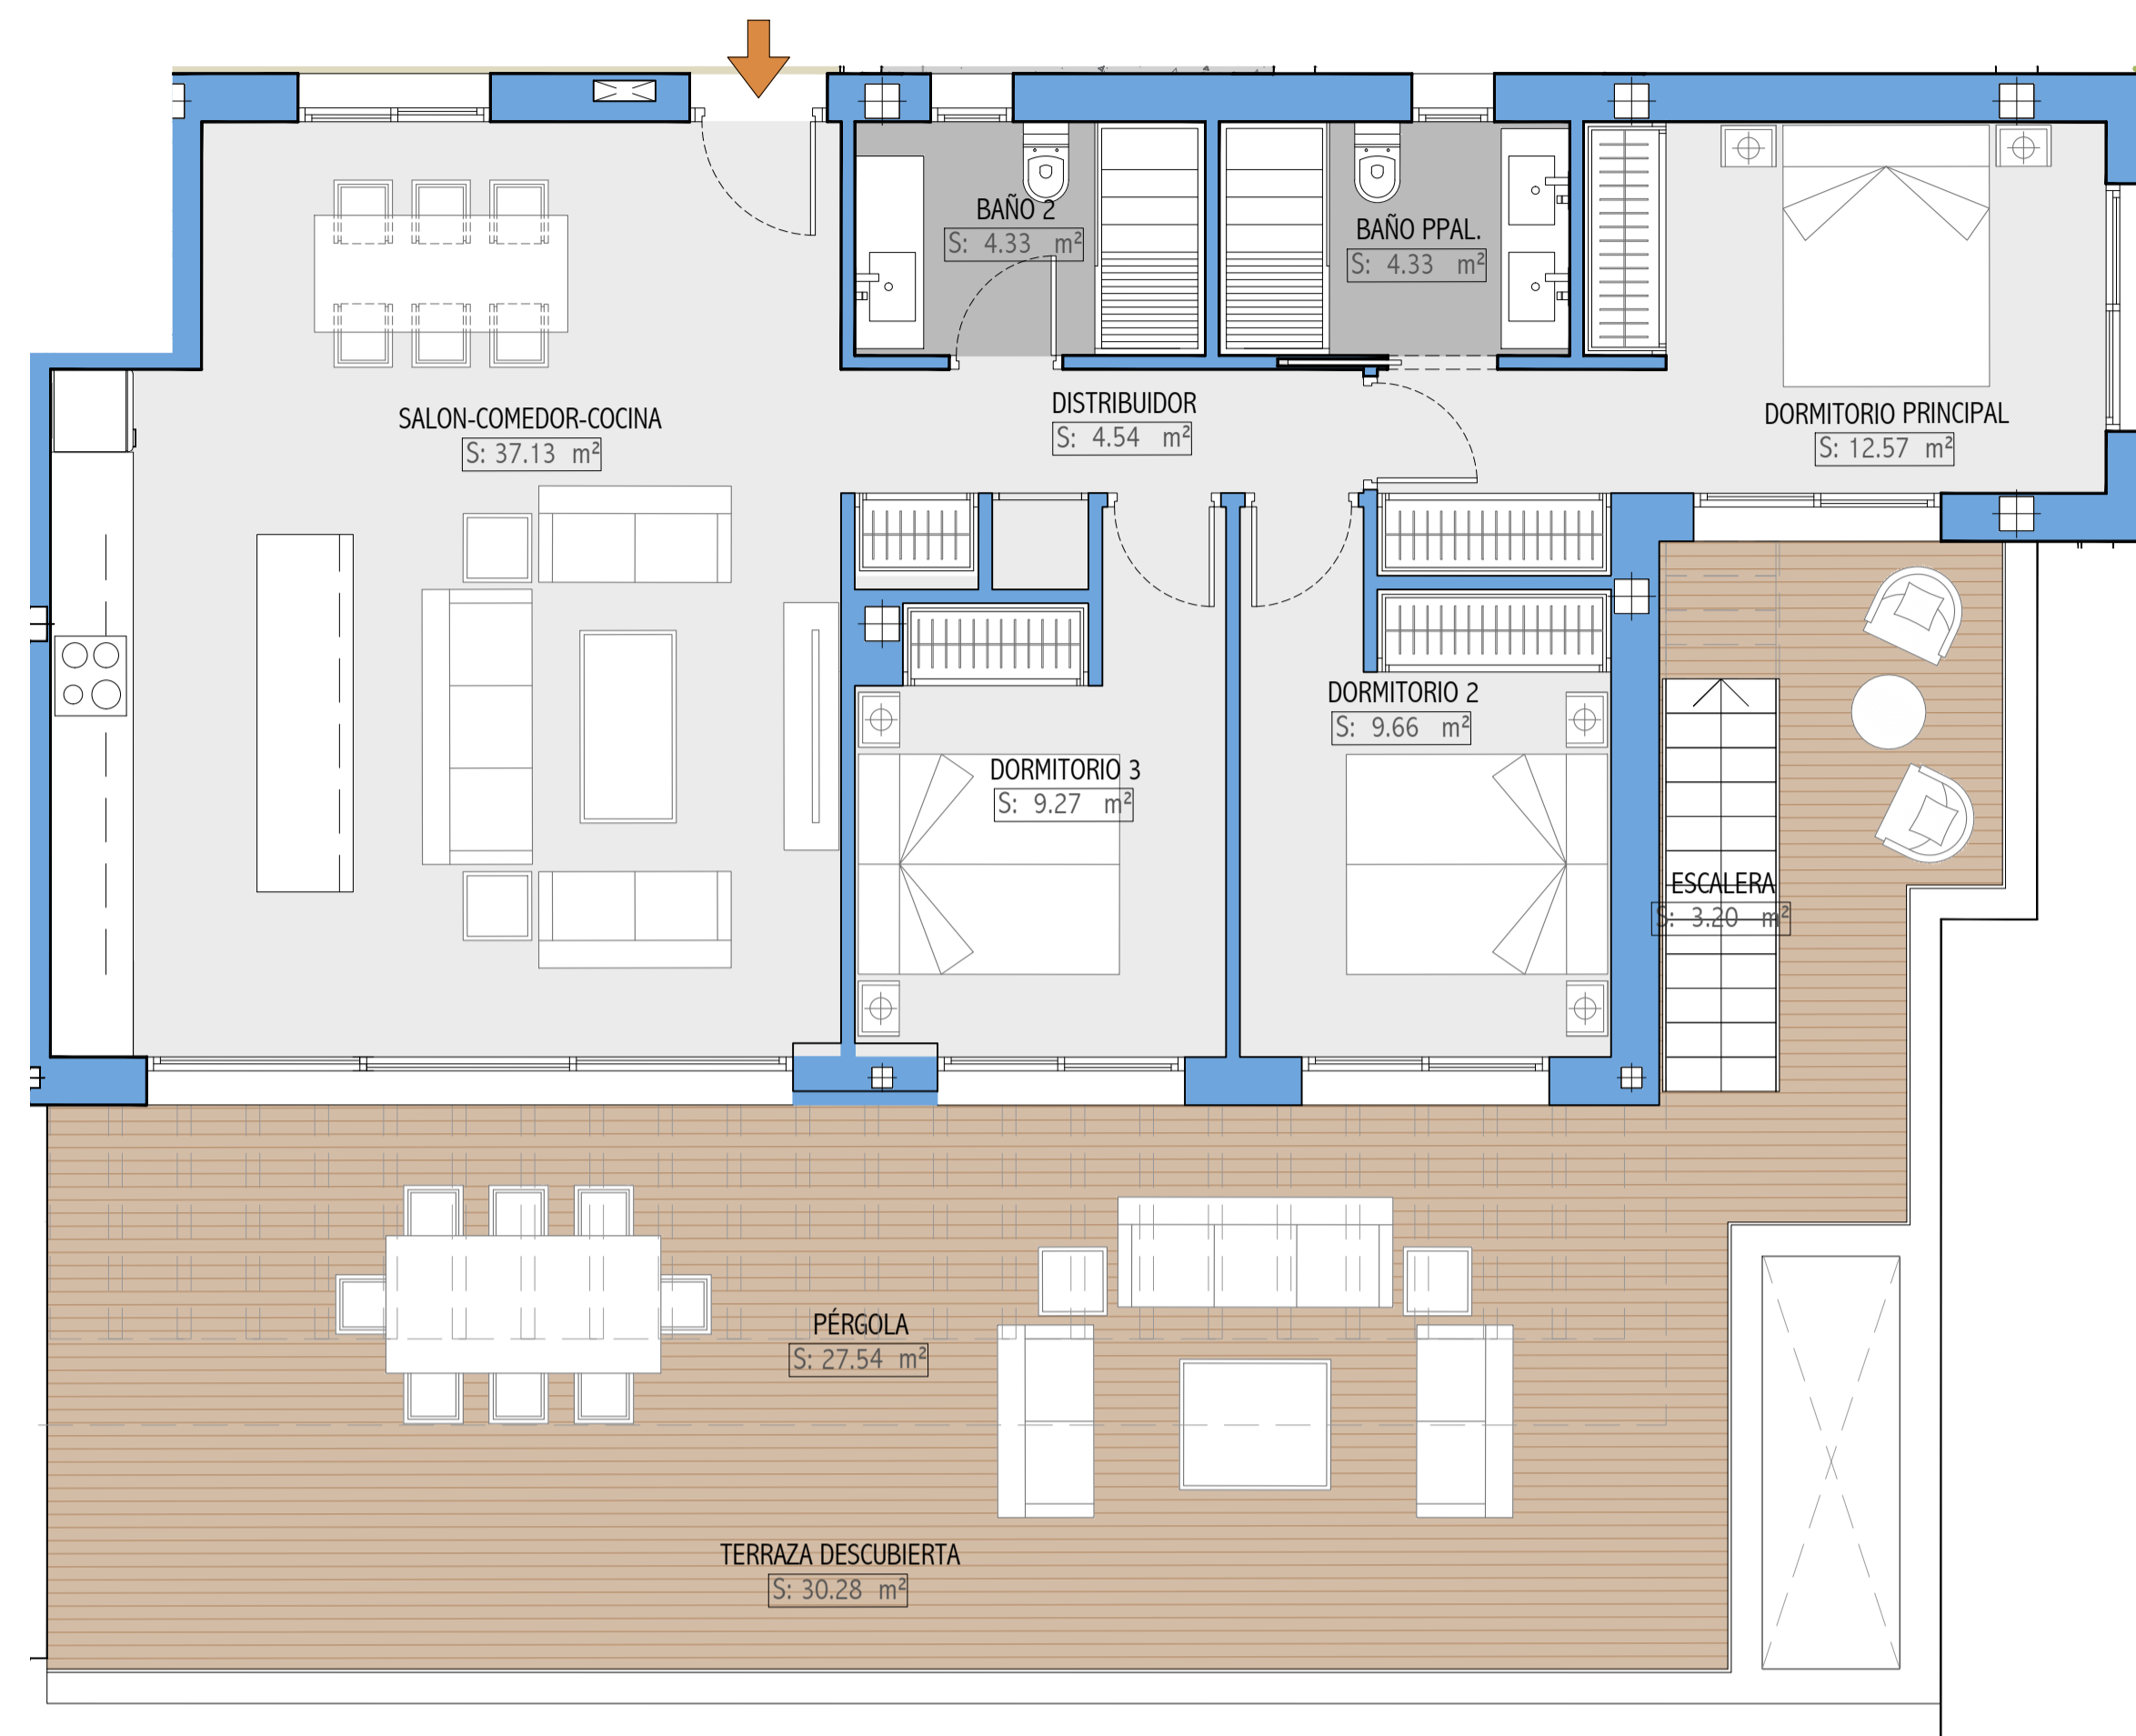 BAÑO 2
S: 4.33 m²
BAÑO PPAL.
S: 4.33 m²
SALON-COMEDOR-COCINA
S: 37.13 m²
DISTRIBUIDOR
S: 4.54 m²
DORMITORIO PRINCIPAL
S: 12.57 m²
DORMITORIO 2
S: 9.66 m²
DORMITORIO 3
S: 9.27 m²
ESCALERA
S: 3.20 m²
PÉRGOLA
S: 27.54 m²
TERRAZA DESCUBIERTA
S: 30.28 m²